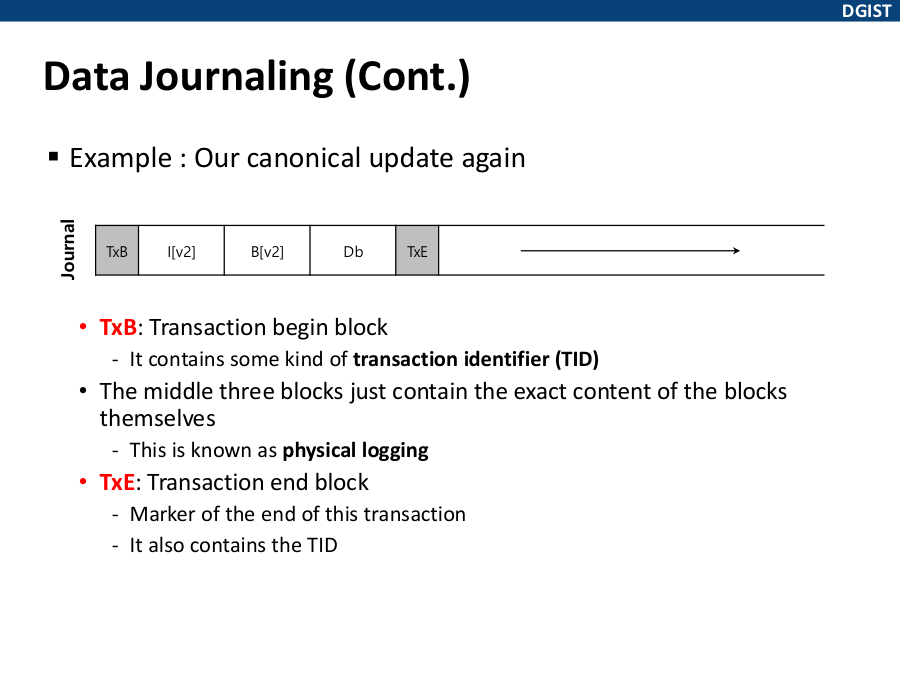 DGIST
Data Journaling (Cont.)
▪ Example : Our canonical update again
Journal
TxB I[v2] B[v2] Db TxE
• TxB: Transaction begin block
- It contains some kind of transaction identifier (TID)
• The middle three blocks just contain the exact content of the blocks
themselves
- This is known as physical logging
• TxE: Transaction end block
- Marker of the end of this transaction
- It also contains the TID